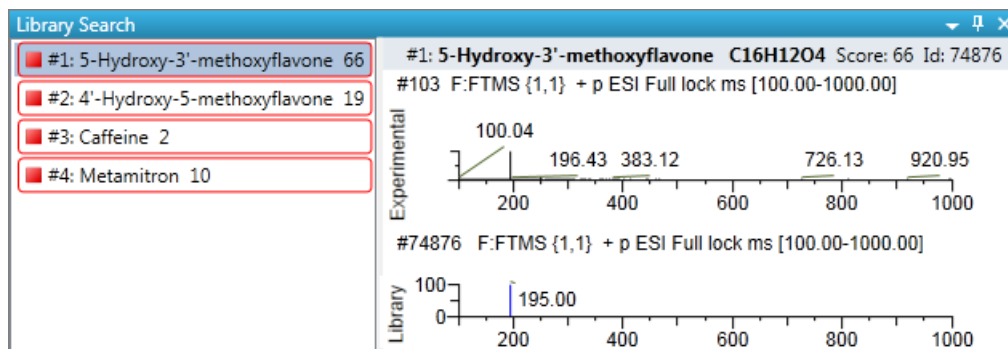 Library Search
#1: 5-Hydroxy-3'-methoxyflavone 66
#2: 4'-Hydroxy-5-methoxyflavone 19
#3: Caffeine 2
#4: Metamitron 10
#1: 5-Hydroxy-3'-methoxyflavone C16H12O4 Score: 66 Id: 74876
#103 F:FTMS {1,1} + p ESI Full lock ms [100.00-1000.00]
Experimental
100.04
196.43 383.12 726.13 920.95
200 400 600 800 1000
#74876 F:FTMS {1,1} + p ESI Full lock ms [100.00-1000.00]
Library
100
195.00
0
200 400 600 800 1000